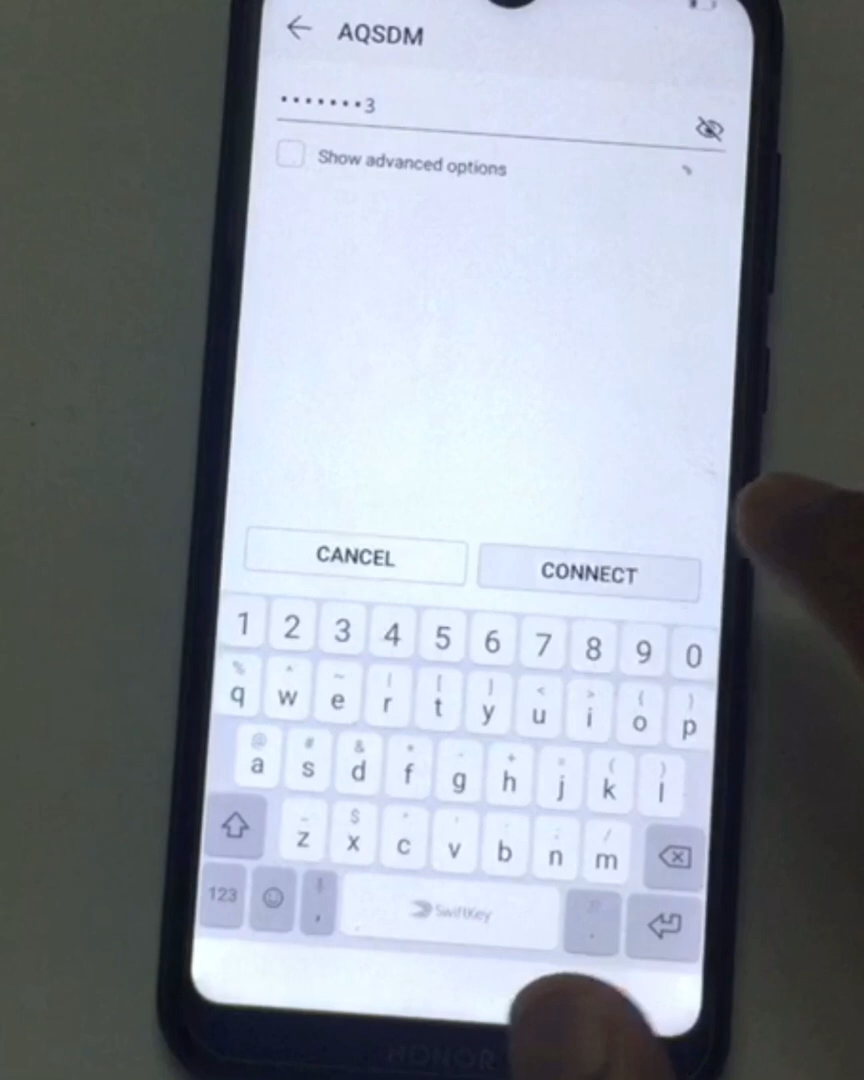 AQSDM
•••••••3
Show advanced options
CANCEL
CONNECT
1 2 3 4 5 6 7 8 9 0
q w e r t y u i o p
a s d f g h j k l
z x c v b n m
123 , SwiftKey .
HONOR